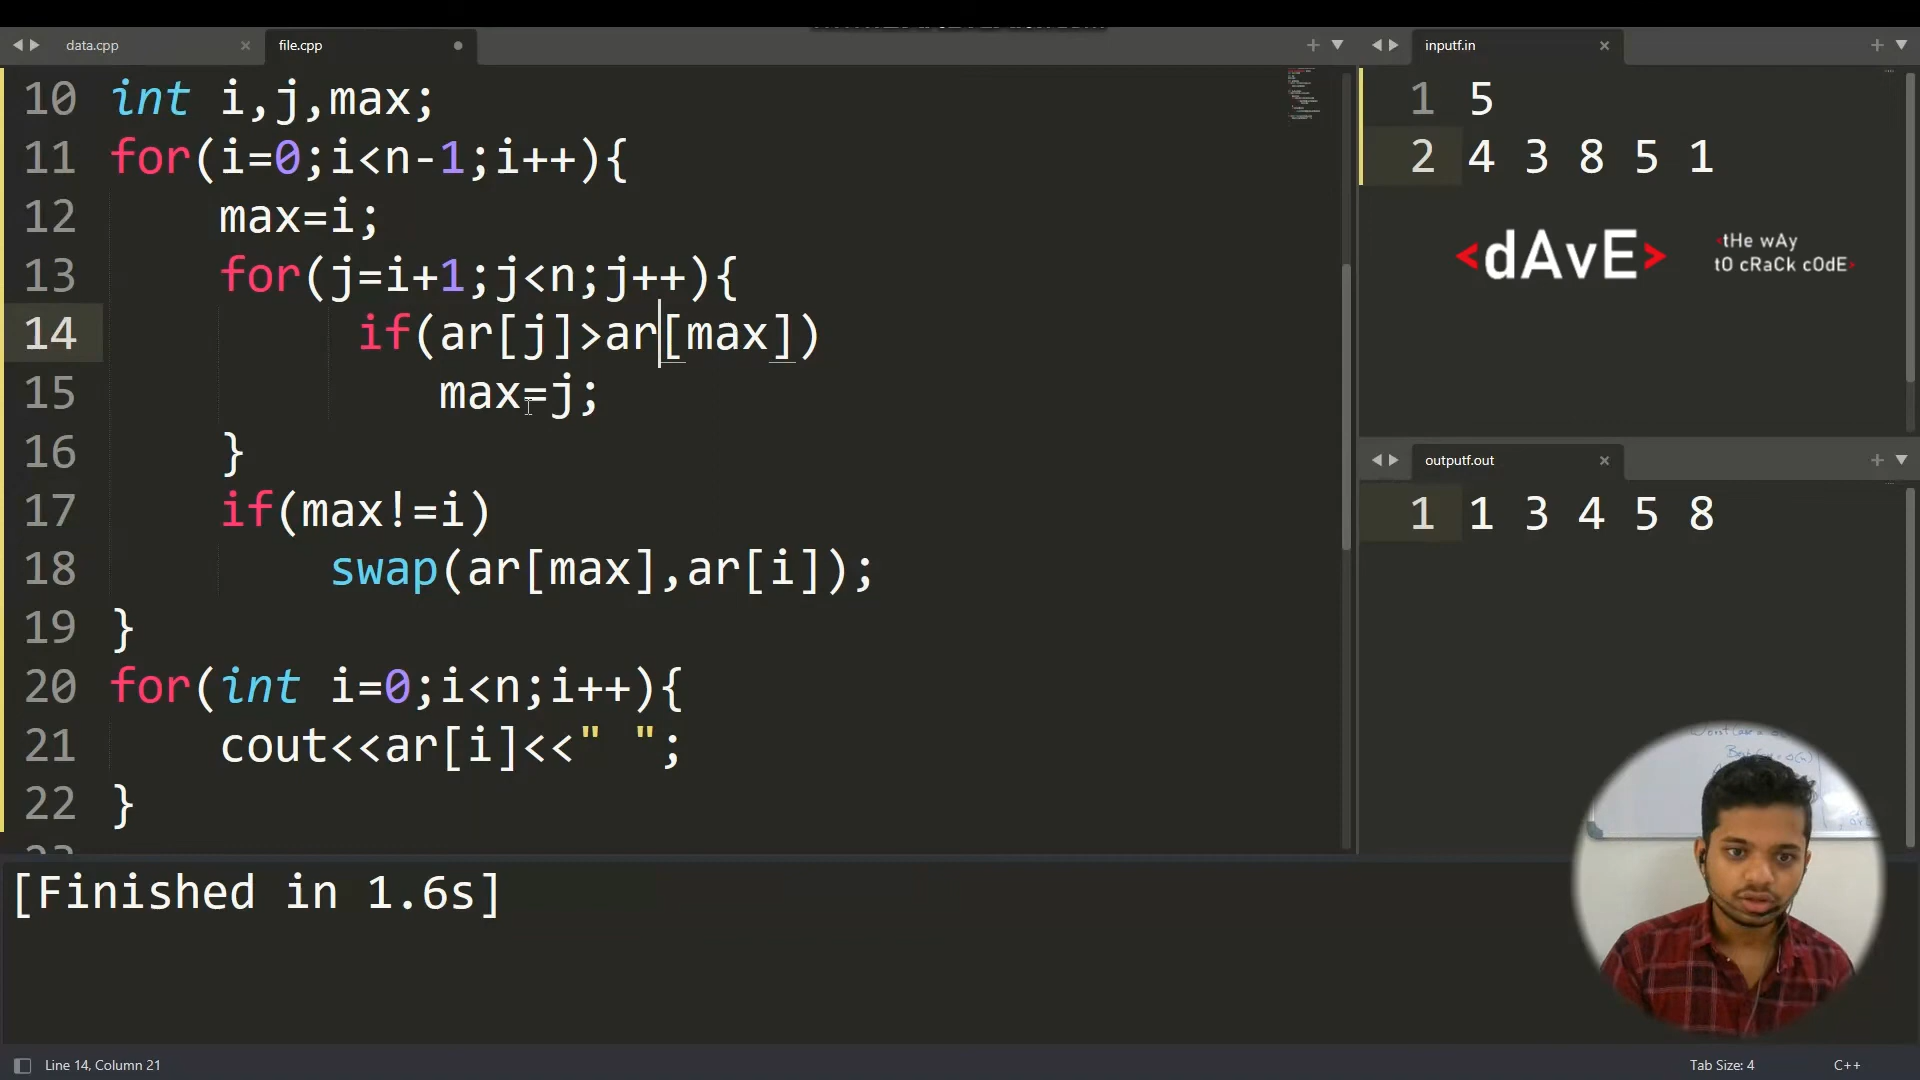 data.cpp
file.cpp
10 int i,j,max;
11 for(i=0;i<n-1;i++){
12 max=i;
13 for(j=i+1;j<n;j++){
14 if(ar[j]>ar[max])
15 max=j;
16 }
17 if(max!=i)
18 swap(ar[max],ar[i]);
19 }
20 for(int i=0;i<n;i++){
21 cout<<ar[i]<<" ";
22 }
[Finished in 1.6s]
Line 14, Column 21
inputf.in
1 5
2 4 3 8 5 1
<dAvE>
<tHe wAy
tO cRaCk cOdE>
outputf.out
1 1 3 4 5 8
Tab Size: 4
C++